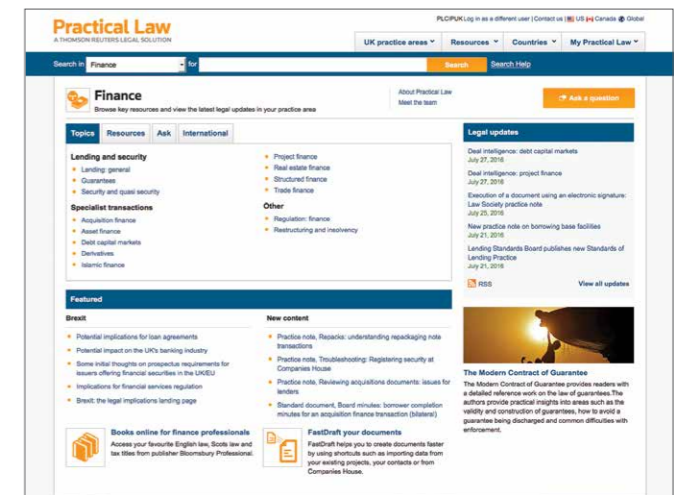 Practical Law
A THOMSON REUTERS LEGAL SOLUTION
PLCIPUK Log in as a different user | Contact us | US Canada Global
UK practice areas
Resources
Countries
My Practical Law
Search in
Finance
for
Search
Search Help
Finance
Browse key resources and view the latest legal updates in your practice area
About Practical Law
Meet the team
Ask a question
Topics
Resources
Ask
International
Lending and security
Lending: general
Guarantees
Security and quasi security
Specialist transactions
Acquisition finance
Asset finance
Debt capital markets
Derivatives
Islamic finance
Project finance
Real estate finance
Structured finance
Trade finance
Other
Regulation: finance
Restructuring and insolvency
Legal updates
Deal intelligence: debt capital markets
July 27, 2016
Deal intelligence: project finance
July 27, 2016
Execution of a document using an electronic signature:
Law Society practice note
July 25, 2016
New practice note on borrowing base facilities
July 21, 2016
Lending Standards Board publishes new Standards of
Lending Practice
July 21, 2016
RSS
View all updates
Featured
Brexit
Potential implications for loan agreements
Potential impact on the UK's banking industry
Some initial thoughts on prospectus requirements for
issuers offering financial securities in the UK/EU
Implications for financial services regulation
Brexit: the legal implications landing page
New content
Practice note, Repacks: understanding repackaging note
transactions
Practice note, Troubleshooting: Registering security at
Companies House
Practice note, Reviewing acquisitions documents: issues for
lenders
Standard document, Board minutes: borrower completion
minutes for an acquisition finance transaction (bilateral)
Books online for finance professionals
Access your favourite English law, Scots law and
tax titles from publisher Bloomsbury Professional.
FastDraft your documents
FastDraft helps you to create documents faster
by using shortcuts such as importing data from
your existing projects, your contacts or from
Companies House.
The Modern Contract of Guarantee
The Modern Contract of Guarantee provides readers with
a detailed reference work on the law of guarantees.The
authors provide practical insights into areas such as the
validity and construction of guarantees, how to avoid a
guarantee being discharged and common difficulties with
enforcement.